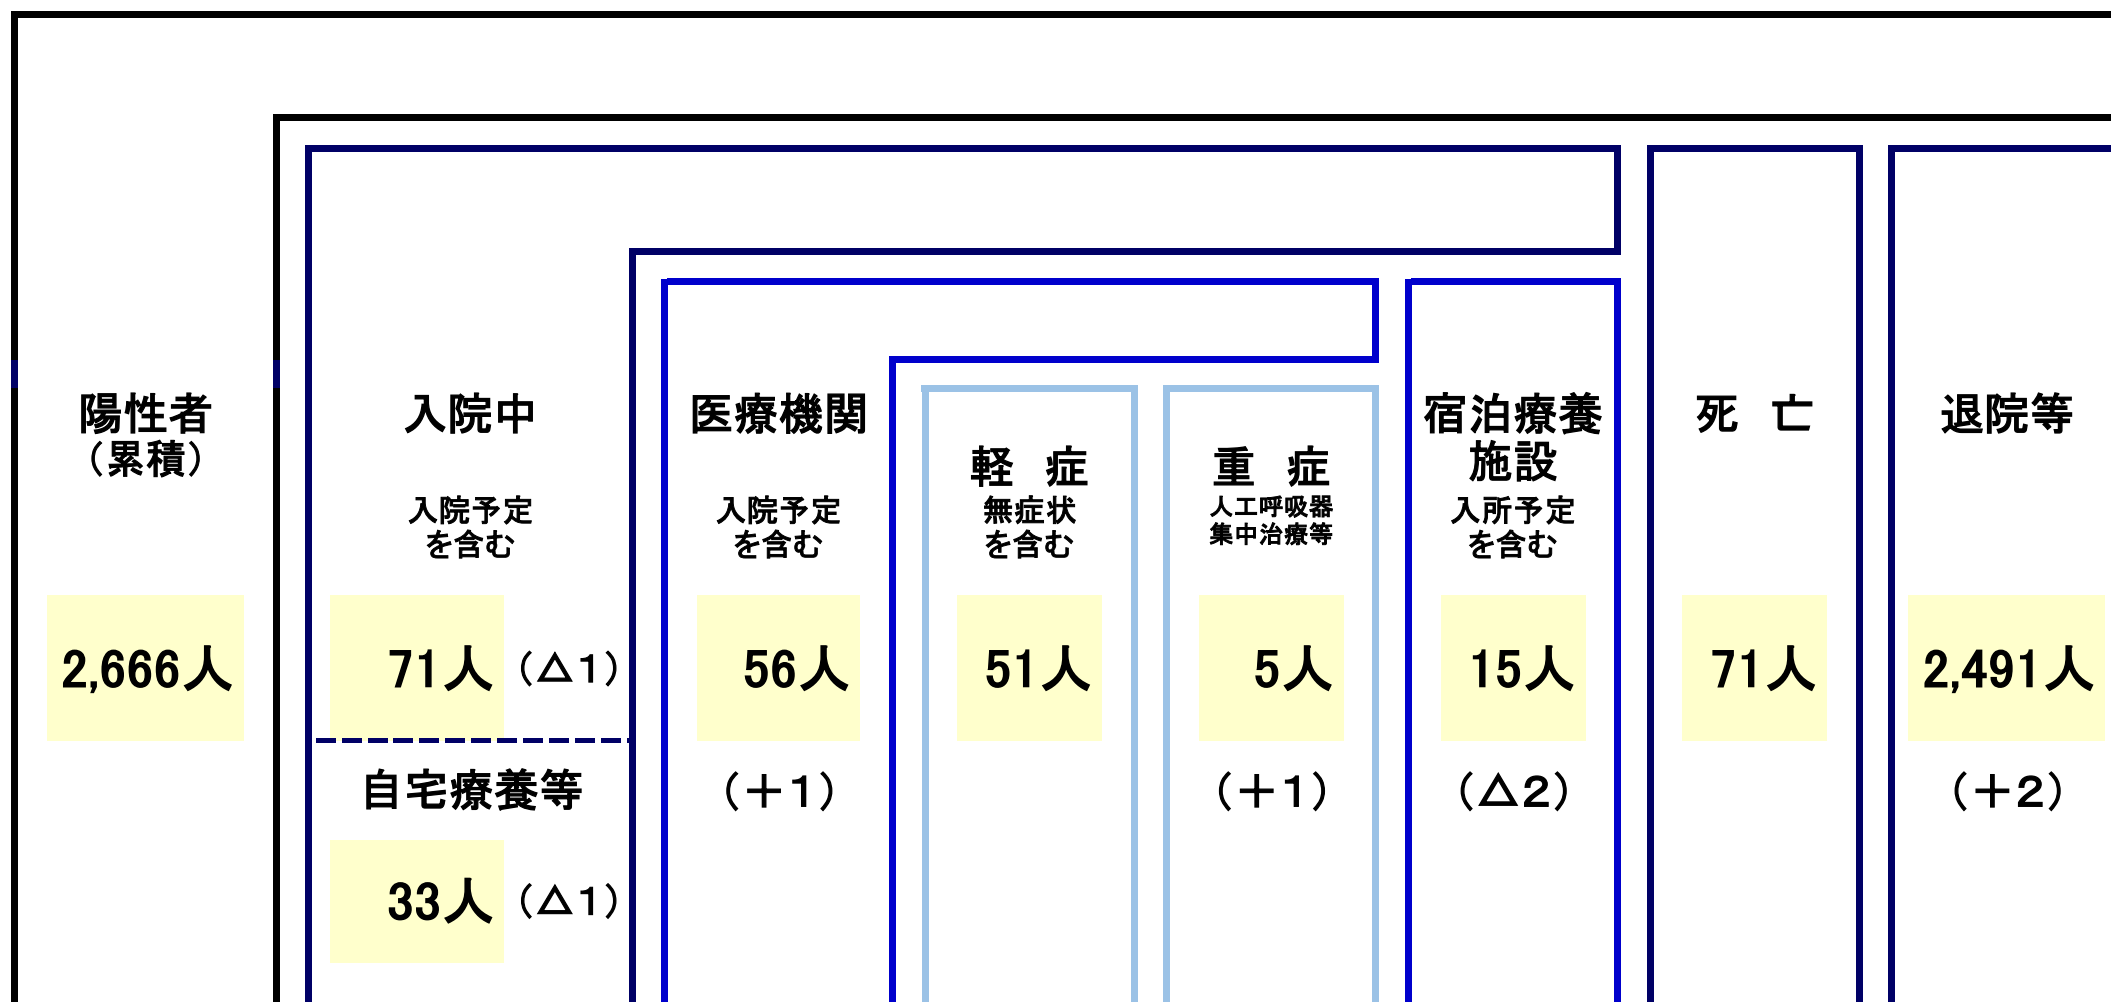 陽性者
（累積）
2,666人
入院中
入院予定
を含む
71人（△1）
自宅療養等
33人（△1）
医療機関
入院予定
を含む
56人
（＋1）
軽　症
無症状
を含む
51人
重　症
人工呼吸器
集中治療等
5人
（＋1）
宿泊療養
施設
入所予定
を含む
15人
（△2）
死　亡
71人
退院等
2,491人
（＋2）